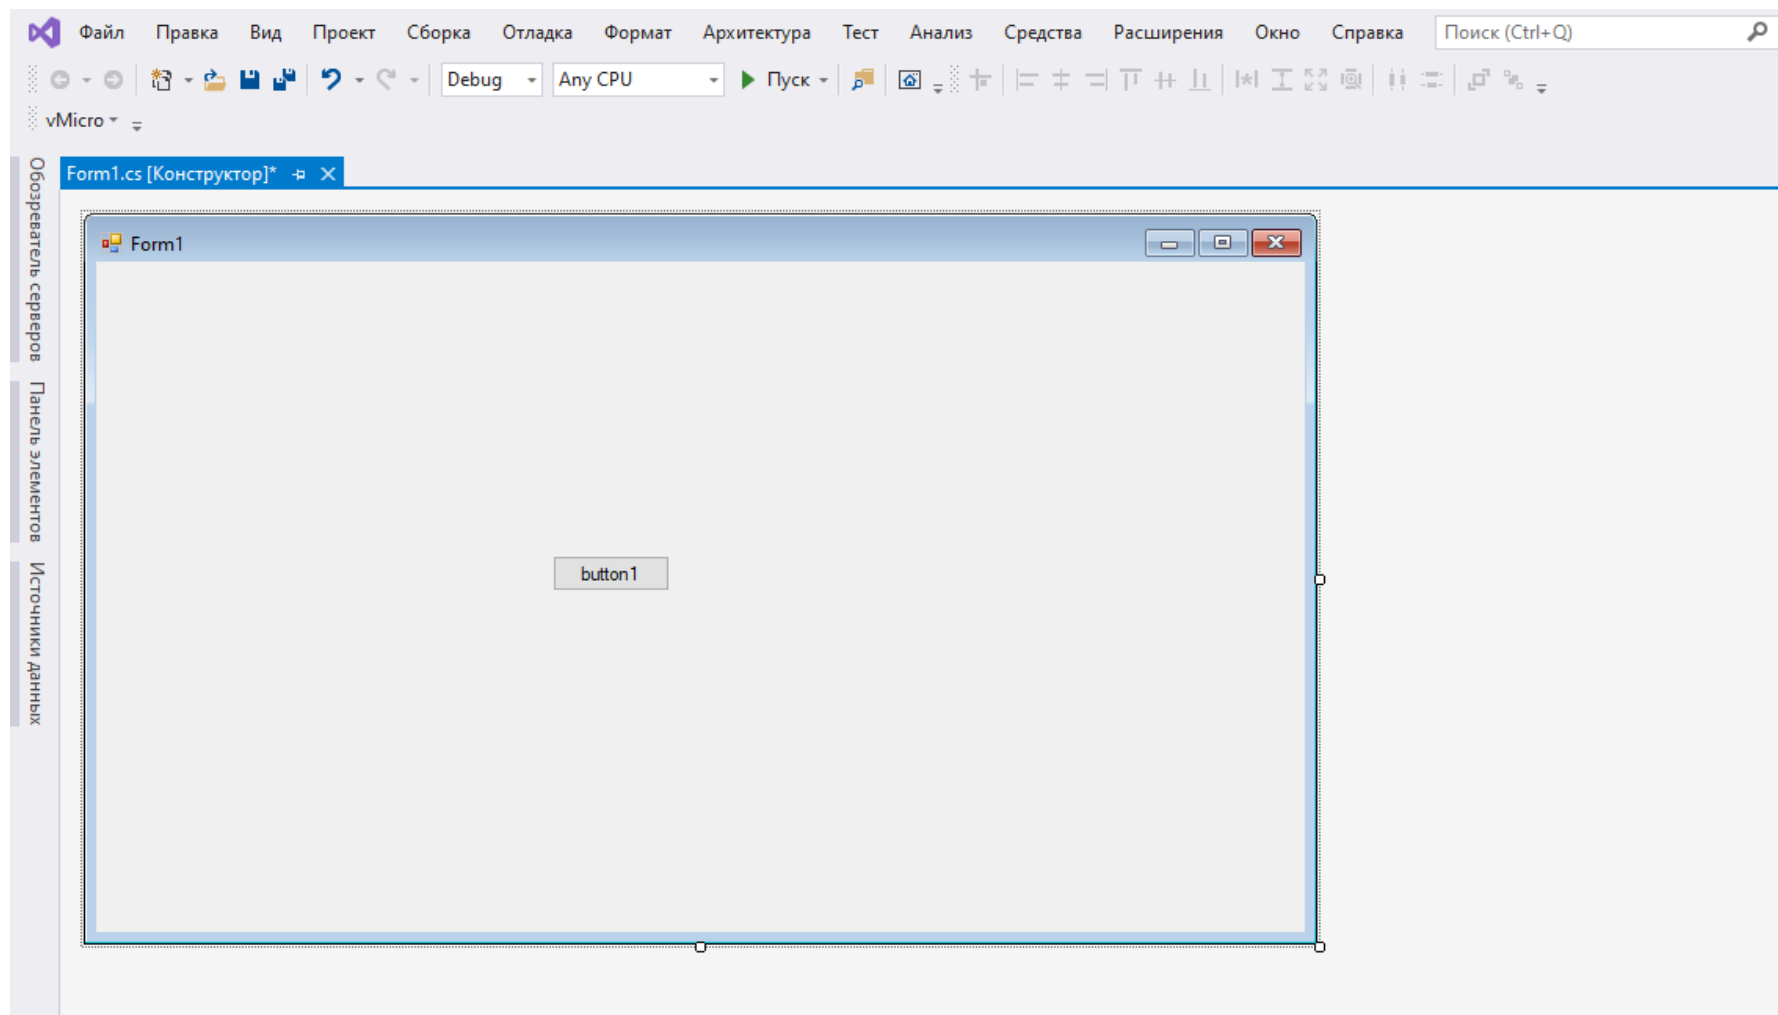 Файл Правка Вид Проект Сборка Отладка Формат Архитектура Тест Анализ Средства Расширения Окно Справка Поиск (Ctrl+Q)
Debug Any CPU Пуск
vMicro
Form1.cs [Конструктор]*
Обозреватель серверов
Панель элементов
Источники данных
Form1
button1